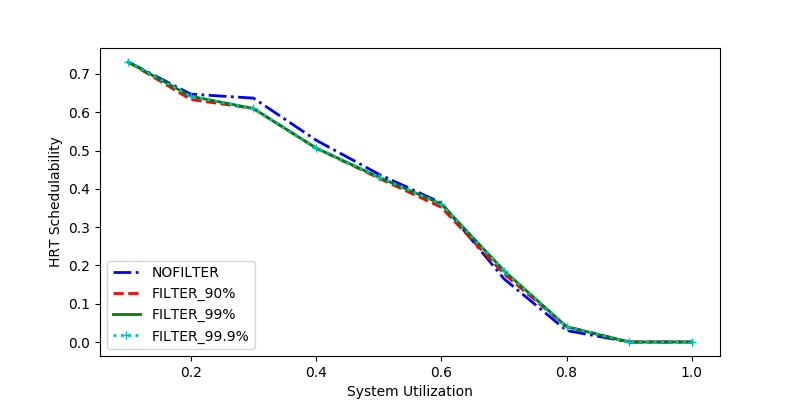 0.7
0.6
0.5
0.4
0.3
0.2
0.1
0.0
HRT Schedulability
NOFILTER
FILTER_90%
FILTER_99%
FILTER_99.9%
0.2 0.4 0.6 0.8 1.0
System Utilization